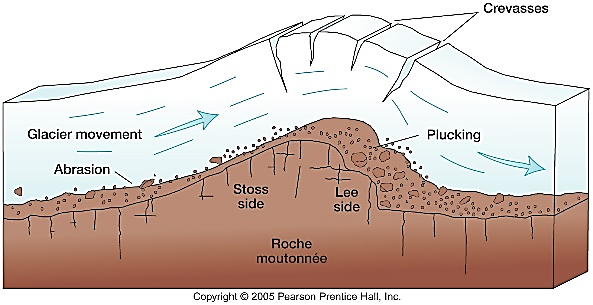 Crevasses
Glacier movement
Plucking
Abrasion
Stoss
side
Lee
side
Roche
moutonnée
Copyright © 2005 Pearson Prentice Hall, Inc.